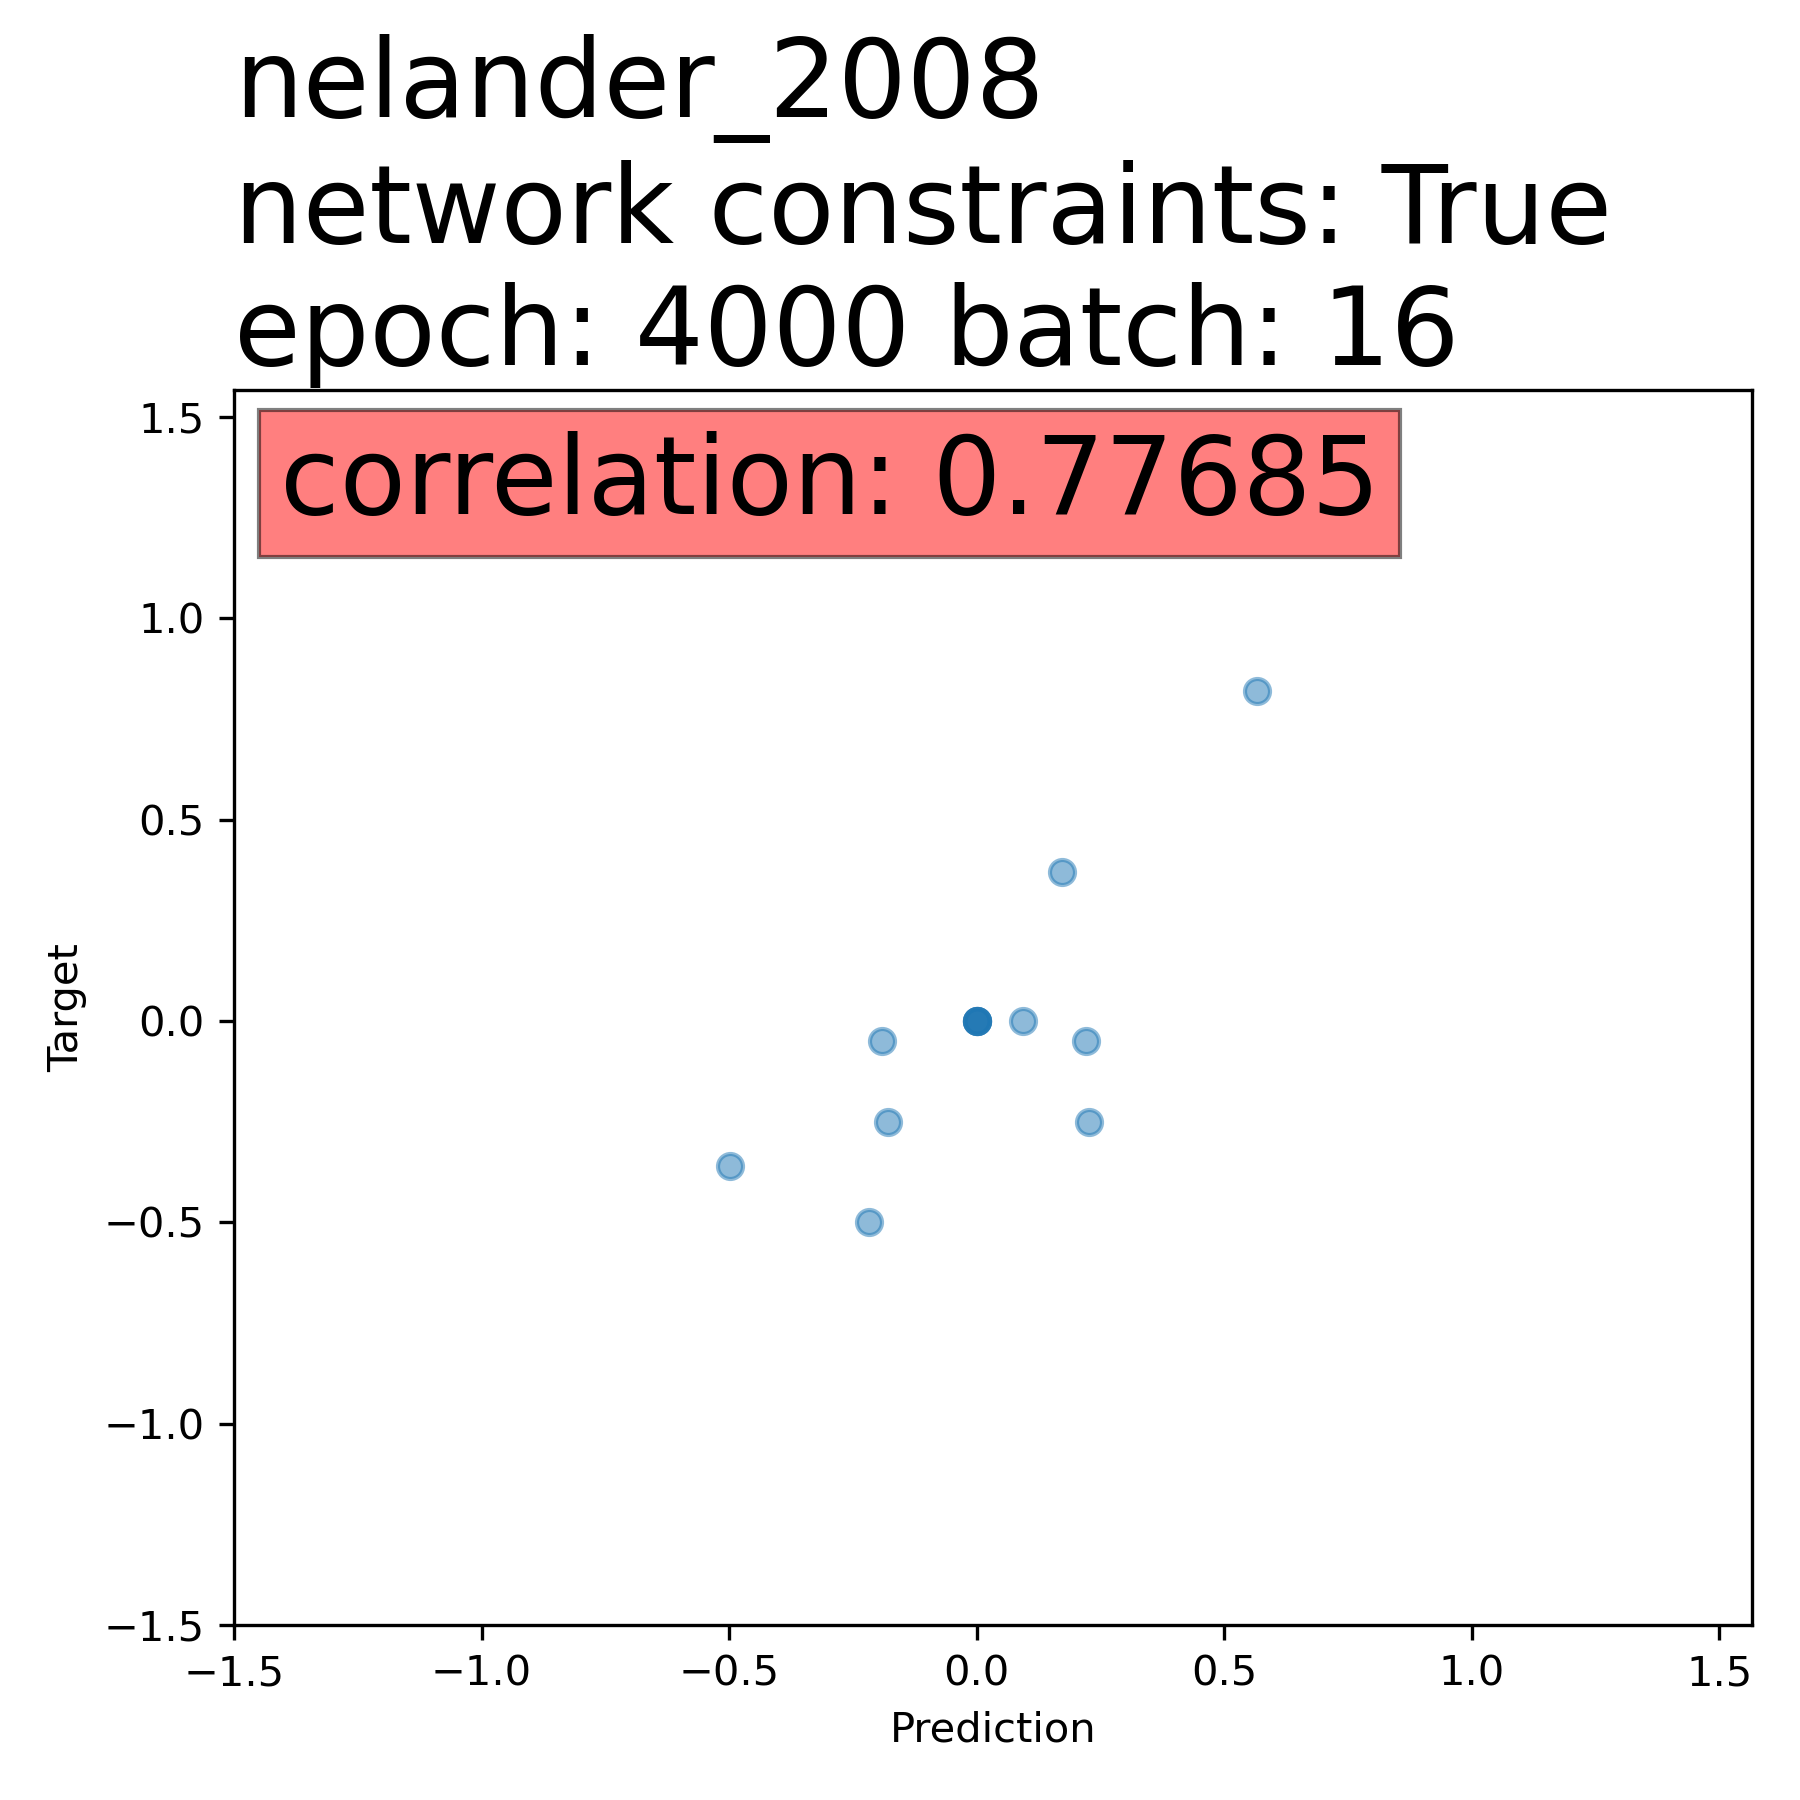 nelander_2008
network constraints: True
epoch: 4000 batch: 16
correlation: 0.77685
1.5
1.0
0.5
0.0
−0.5
−1.0
−1.5
Target
−1.5 −1.0 −0.5 0.0 0.5 1.0 1.5
Prediction